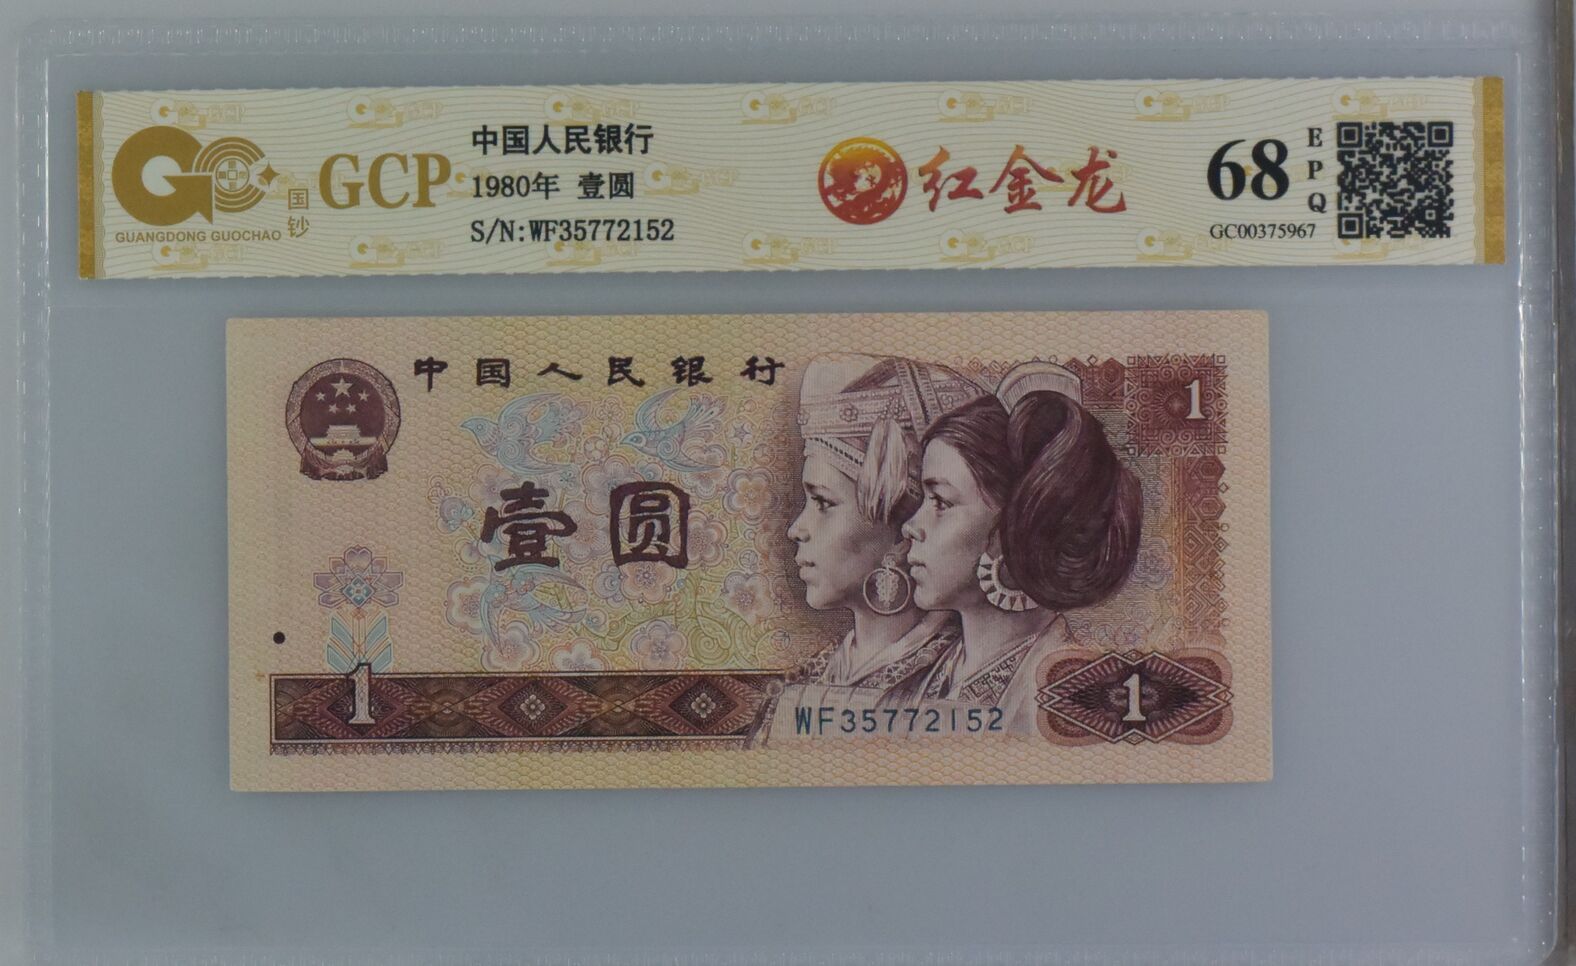 GCP
国钞
GUANGDONG GUOCHAO
中国人民银行
1980年 壹圆
S/N:WF35772152
红金龙
68
EPQ
GC00375967
中国人民银行
1
壹圆
1
WF35772152
1